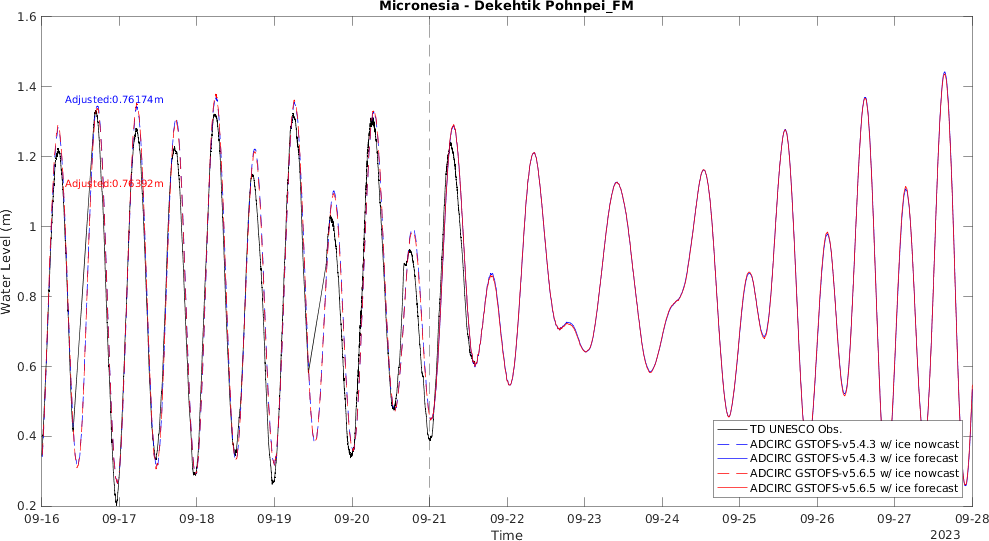 Micronesia - Dekehtik Pohnpei_FM
1.6
1.4
1.2
1
0.8
0.6
0.4
0.2
Water Level (m)
Adjusted:0.76174m
Adjusted:0.76392m
TD UNESCO Obs.
ADCIRC GSTOFS-v5.4.3 w/ ice nowcast
ADCIRC GSTOFS-v5.4.3 w/ ice forecast
ADCIRC GSTOFS-v5.6.5 w/ ice nowcast
ADCIRC GSTOFS-v5.6.5 w/ ice forecast
09-16 09-17 09-18 09-19 09-20 09-21 09-22 09-23 09-24 09-25 09-26 09-27 09-28
Time
2023